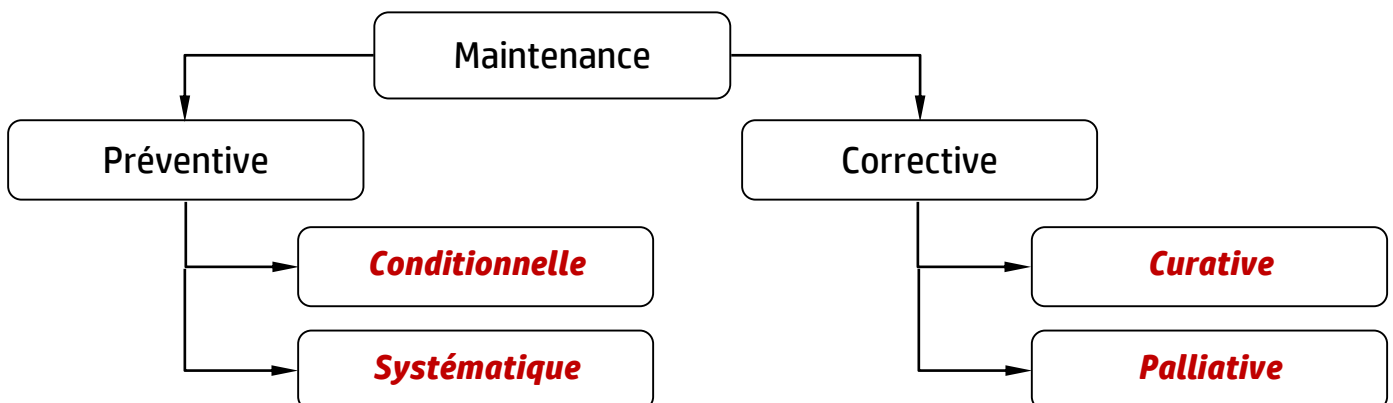 Maintenance
Préventive
Corrective
Conditionnelle
Curative
Systématique
Palliative